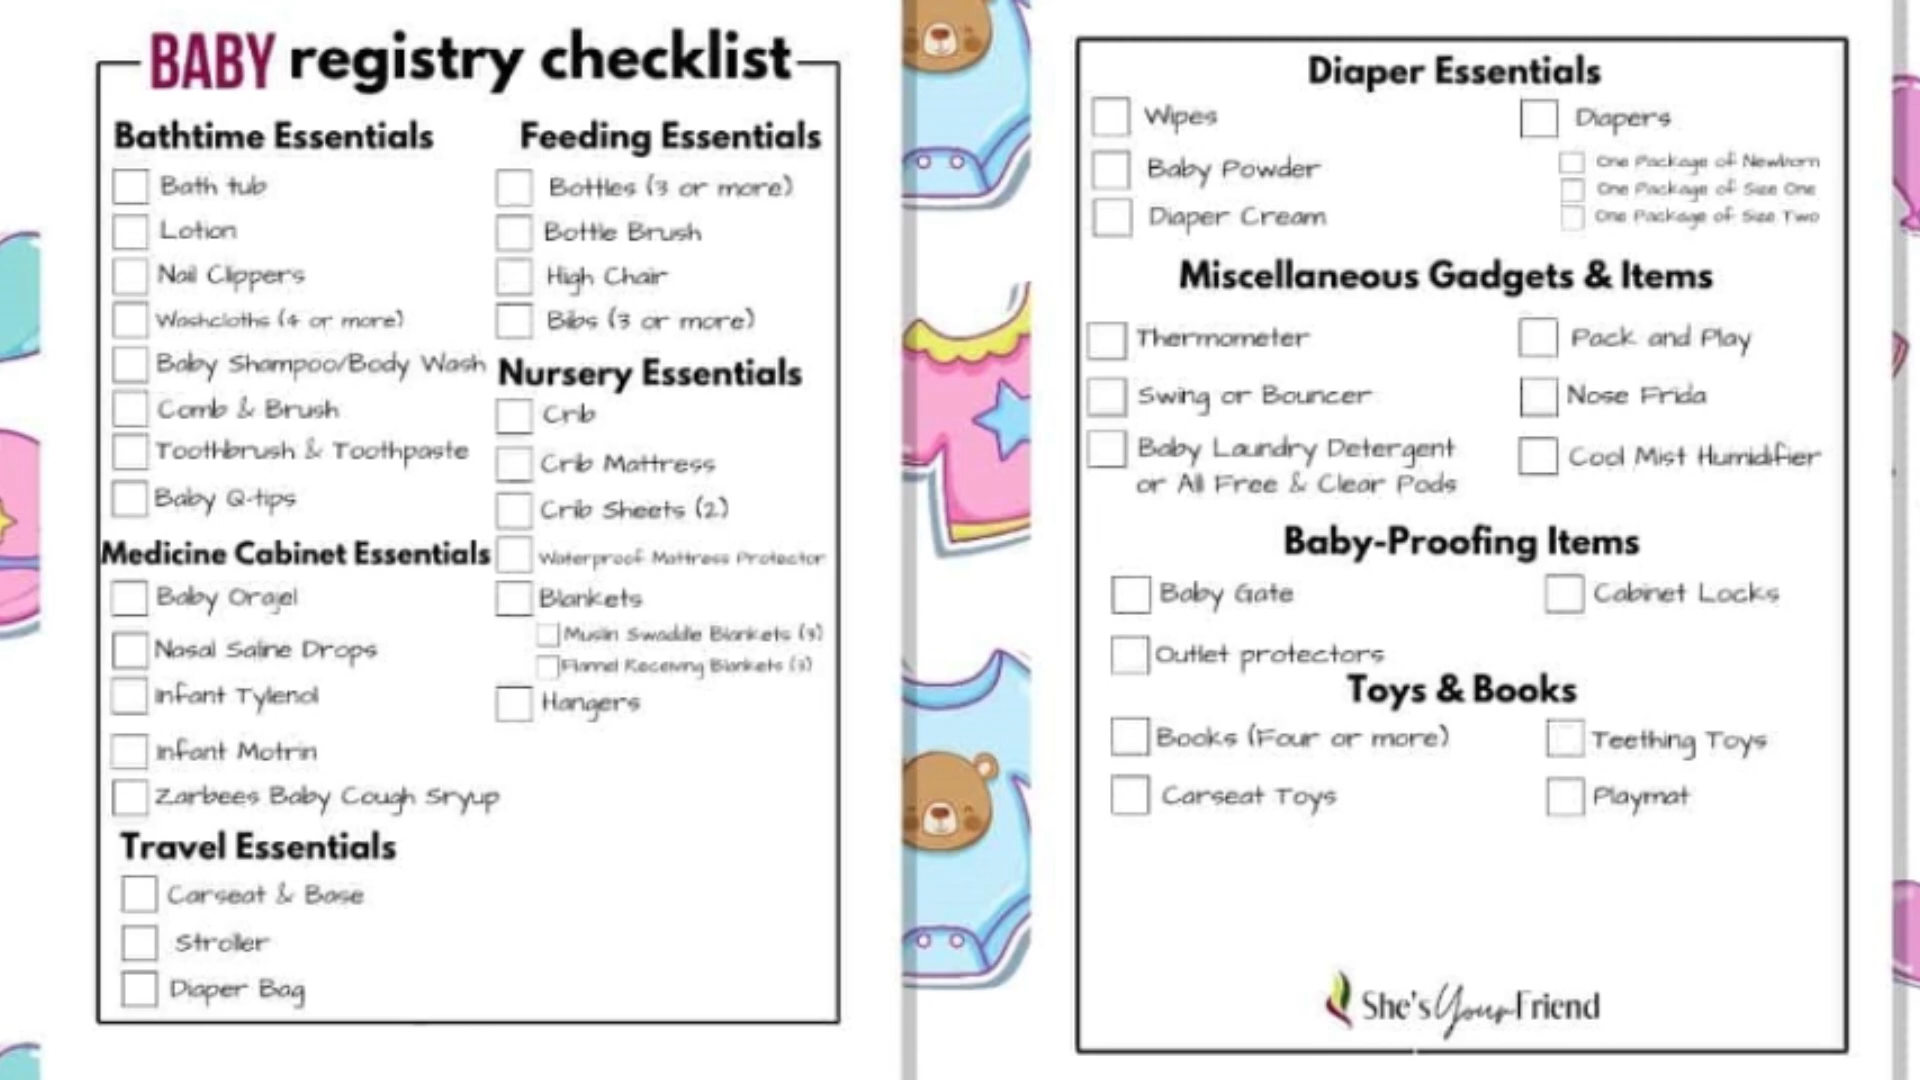 BABY registry checklist
Bathtime Essentials
Bath tub
Lotion
Nail Clippers
Washcloths (4 or more)
Baby Shampoo/Body Wash
Comb & Brush
Toothbrush & Toothpaste
Baby Q-tips
Medicine Cabinet Essentials
Baby Orajel
Nasal Saline Drops
Infant Tylenol
Infant Motrin
Zarbees Baby Cough Sryup
Travel Essentials
Carseat & Base
Stroller
Diaper Bag
Feeding Essentials
Bottles (3 or more)
Bottle Brush
High Chair
Bibs (3 or more)
Nursery Essentials
Crib
Crib Mattress
Crib Sheets (2)
Waterproof Mattress Protector
Blankets
Muslin Swaddle Blankets (3)
Flannel Receiving Blankets (3)
Hangers
Diaper Essentials
Wipes
Baby Powder
Diaper Cream
Diapers
One Package of Newborn
One Package of Size One
One Package of Size Two
Miscellaneous Gadgets & Items
Thermometer
Swing or Bouncer
Baby Laundry Detergent
or All Free & Clear Pods
Pack and Play
Nose Frida
Cool Mist Humidifier
Baby-Proofing Items
Baby Gate
Outlet protectors
Cabinet Locks
Toys & Books
Books (Four or more)
Carseat Toys
Teething Toys
Playmat
She's Your Friend